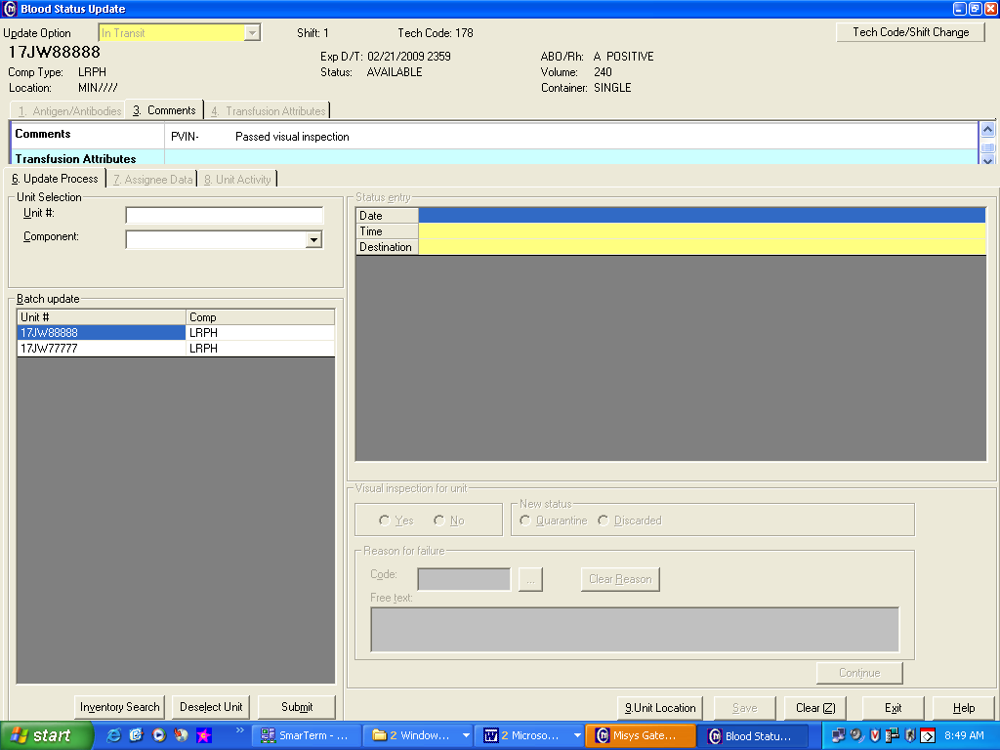 Blood Status Update
Update Option In Transit Shift: 1 Tech Code: 178 Tech Code/Shift Change
17JW88888
Exp D/T: 02/21/2009 2359 ABO/Rh: A POSITIVE
Comp Type: LRPH Status: AVAILABLE Volume: 240
Location: MIN//// Container: SINGLE
1. Antigen/Antibodies 3. Comments 4. Transfusion Attributes
Comments PVIN- Passed visual inspection
Transfusion Attributes
6. Update Process 7. Assignee Data 8. Unit Activity
Unit Selection
Unit #:
Component:
Status entry
Date
Time
Destination
Batch update
Unit # Comp
17JW88888 LRPH
17JW77777 LRPH
Visual inspection for unit
Yes No
New status
Quarantine Discarded
Reason for failure
Code: ... Clear Reason
Free text:
Continue
Inventory Search Deselect Unit Submit
9.Unit Location Save Clear (Z) Exit Help
start SmarTerm - ... 2 Window... 2 Microso... Misys Gate... Blood Statu... 8:49 AM